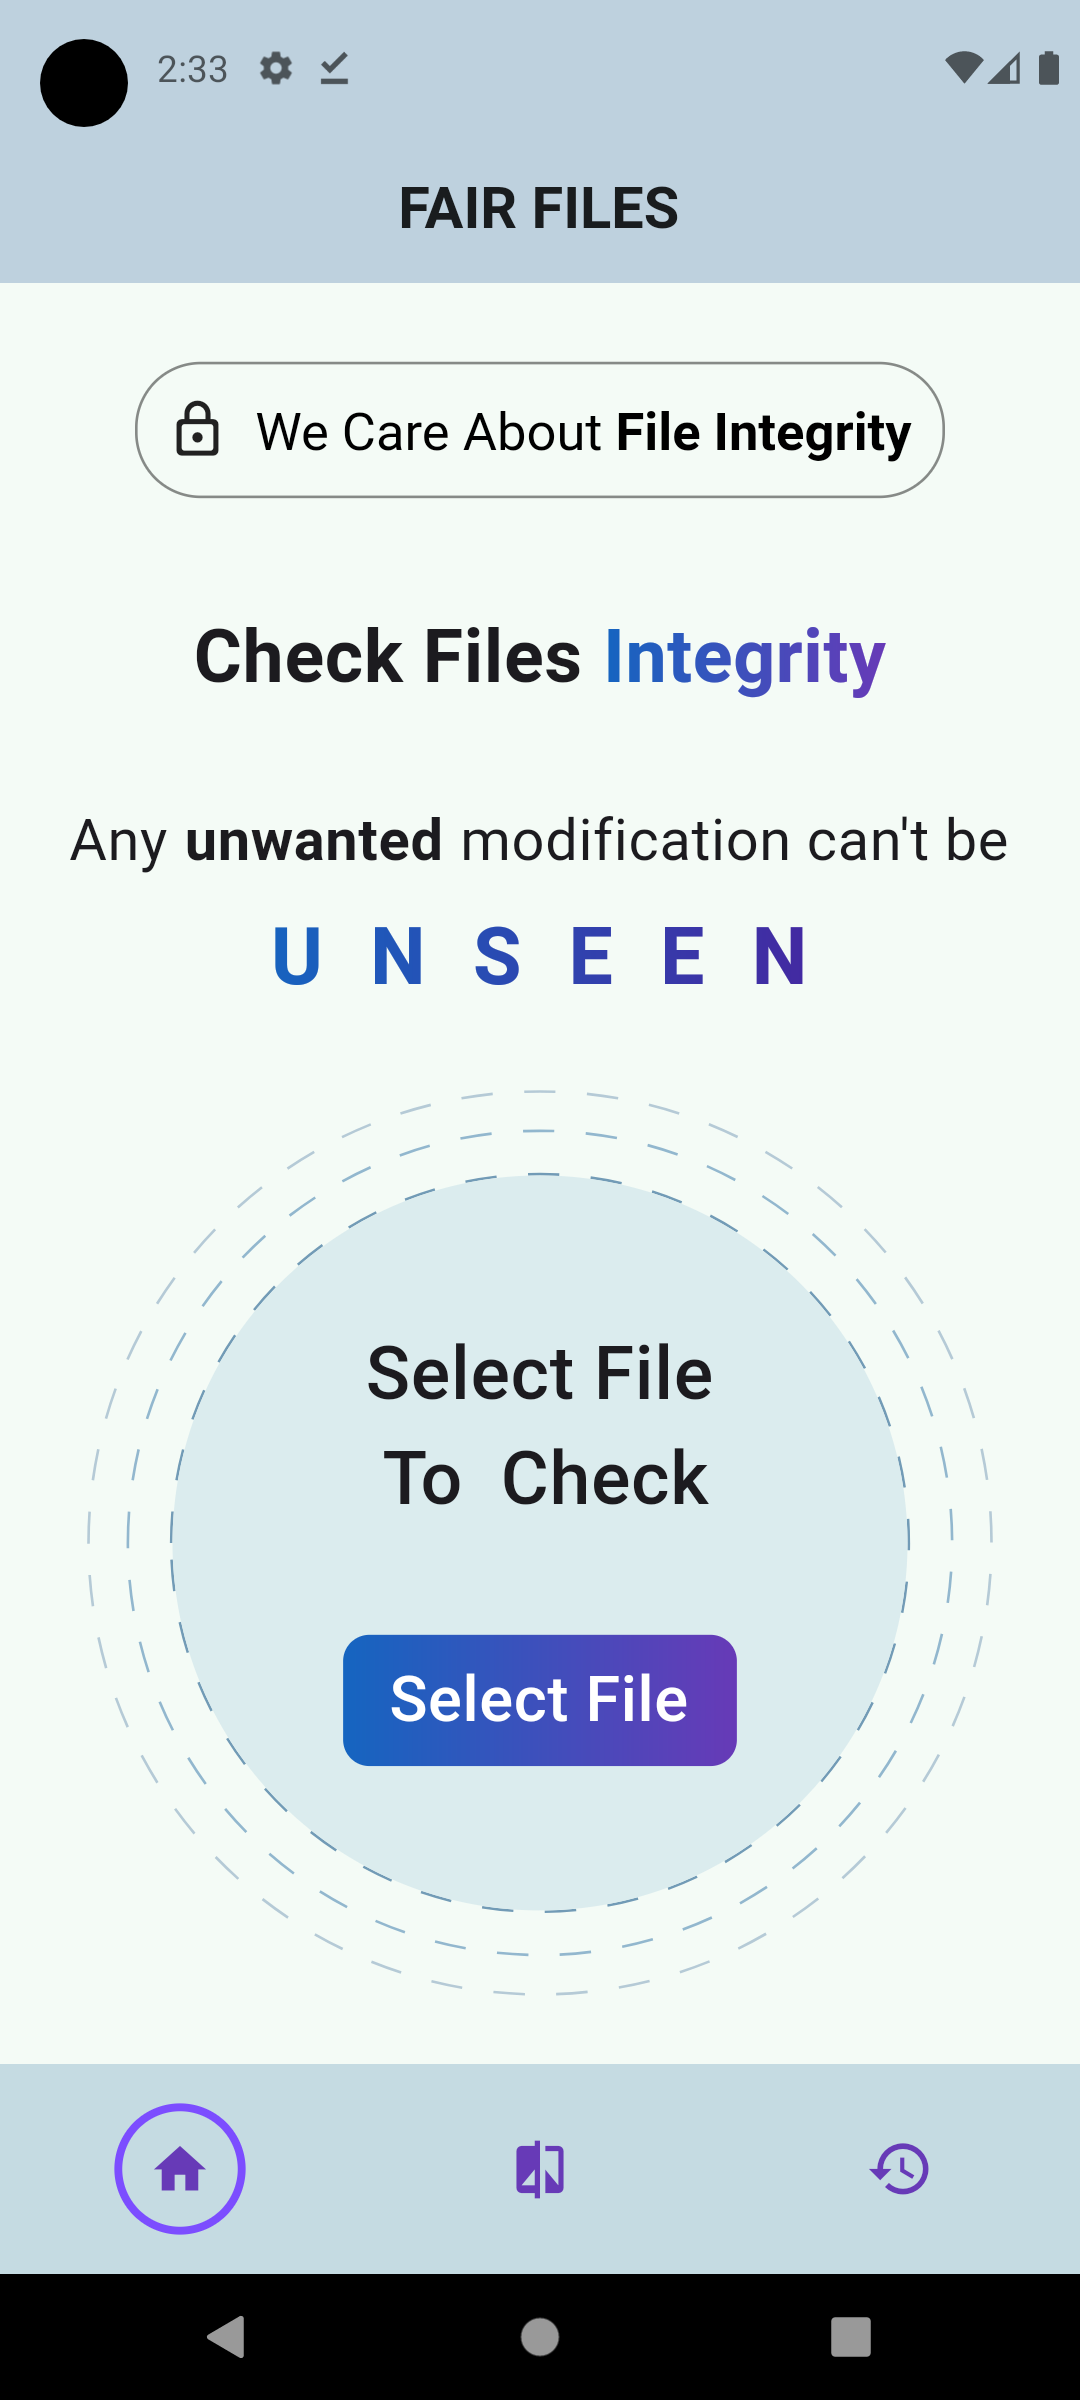 2:33
FAIR FILES
We Care About File Integrity
Check Files Integrity
Any unwanted modification can't be
U N S E E N
Select File
To Check
Select File